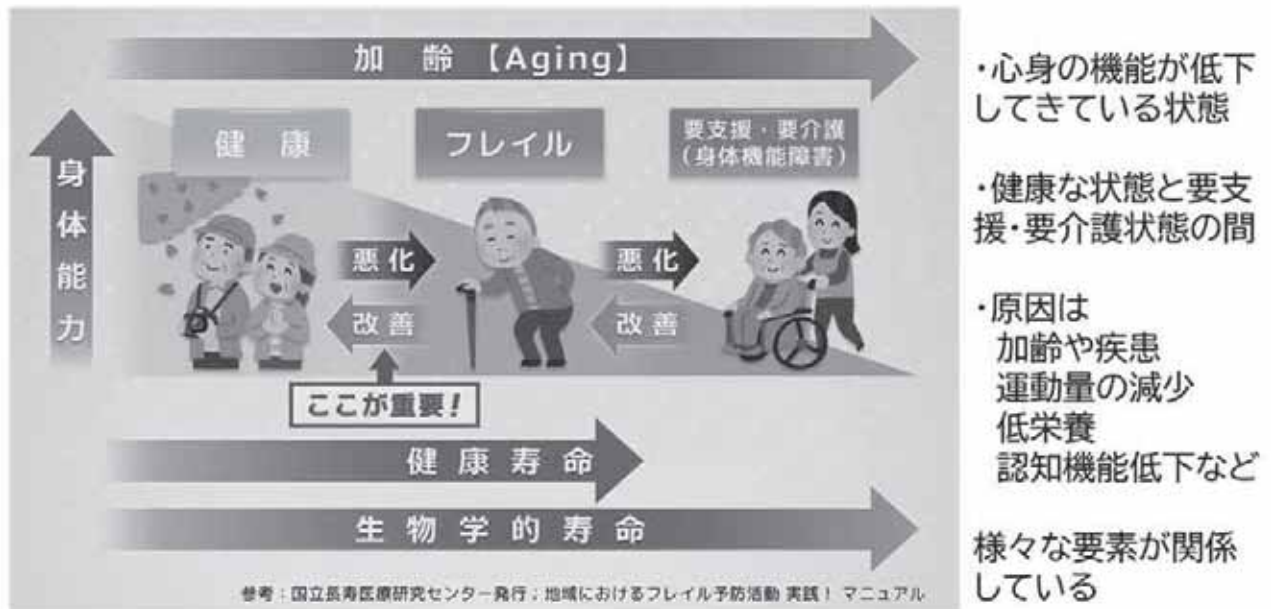 加齢【Aging】
身体能力
健康
フレイル
要支援・要介護
(身体機能障害)
悪化
悪化
改善
改善
ここが重要!
健康寿命
生物学的寿命
参考:国立長寿医療研究センター発行;地域におけるフレイル予防活動 実践! マニュアル
・心身の機能が低下
してきている状態
・健康な状態と要支
援・要介護状態の間
・原因は
加齢や疾患
運動量の減少
低栄養
認知機能低下など
様々な要素が関係
している